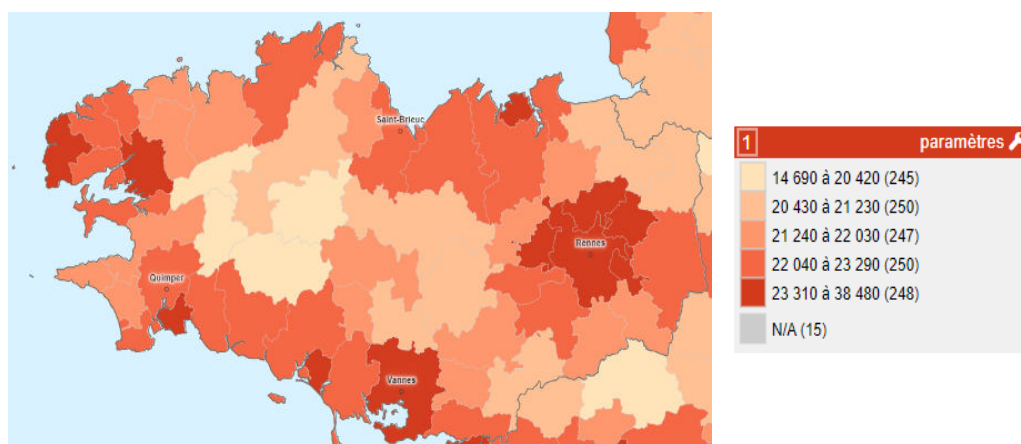 Saint-Brieuc
Rennes
Quimper
Vannes
1 paramètres
14 690 à 20 420 (245)
20 430 à 21 230 (250)
21 240 à 22 030 (247)
22 040 à 23 290 (250)
23 310 à 38 480 (248)
N/A (15)